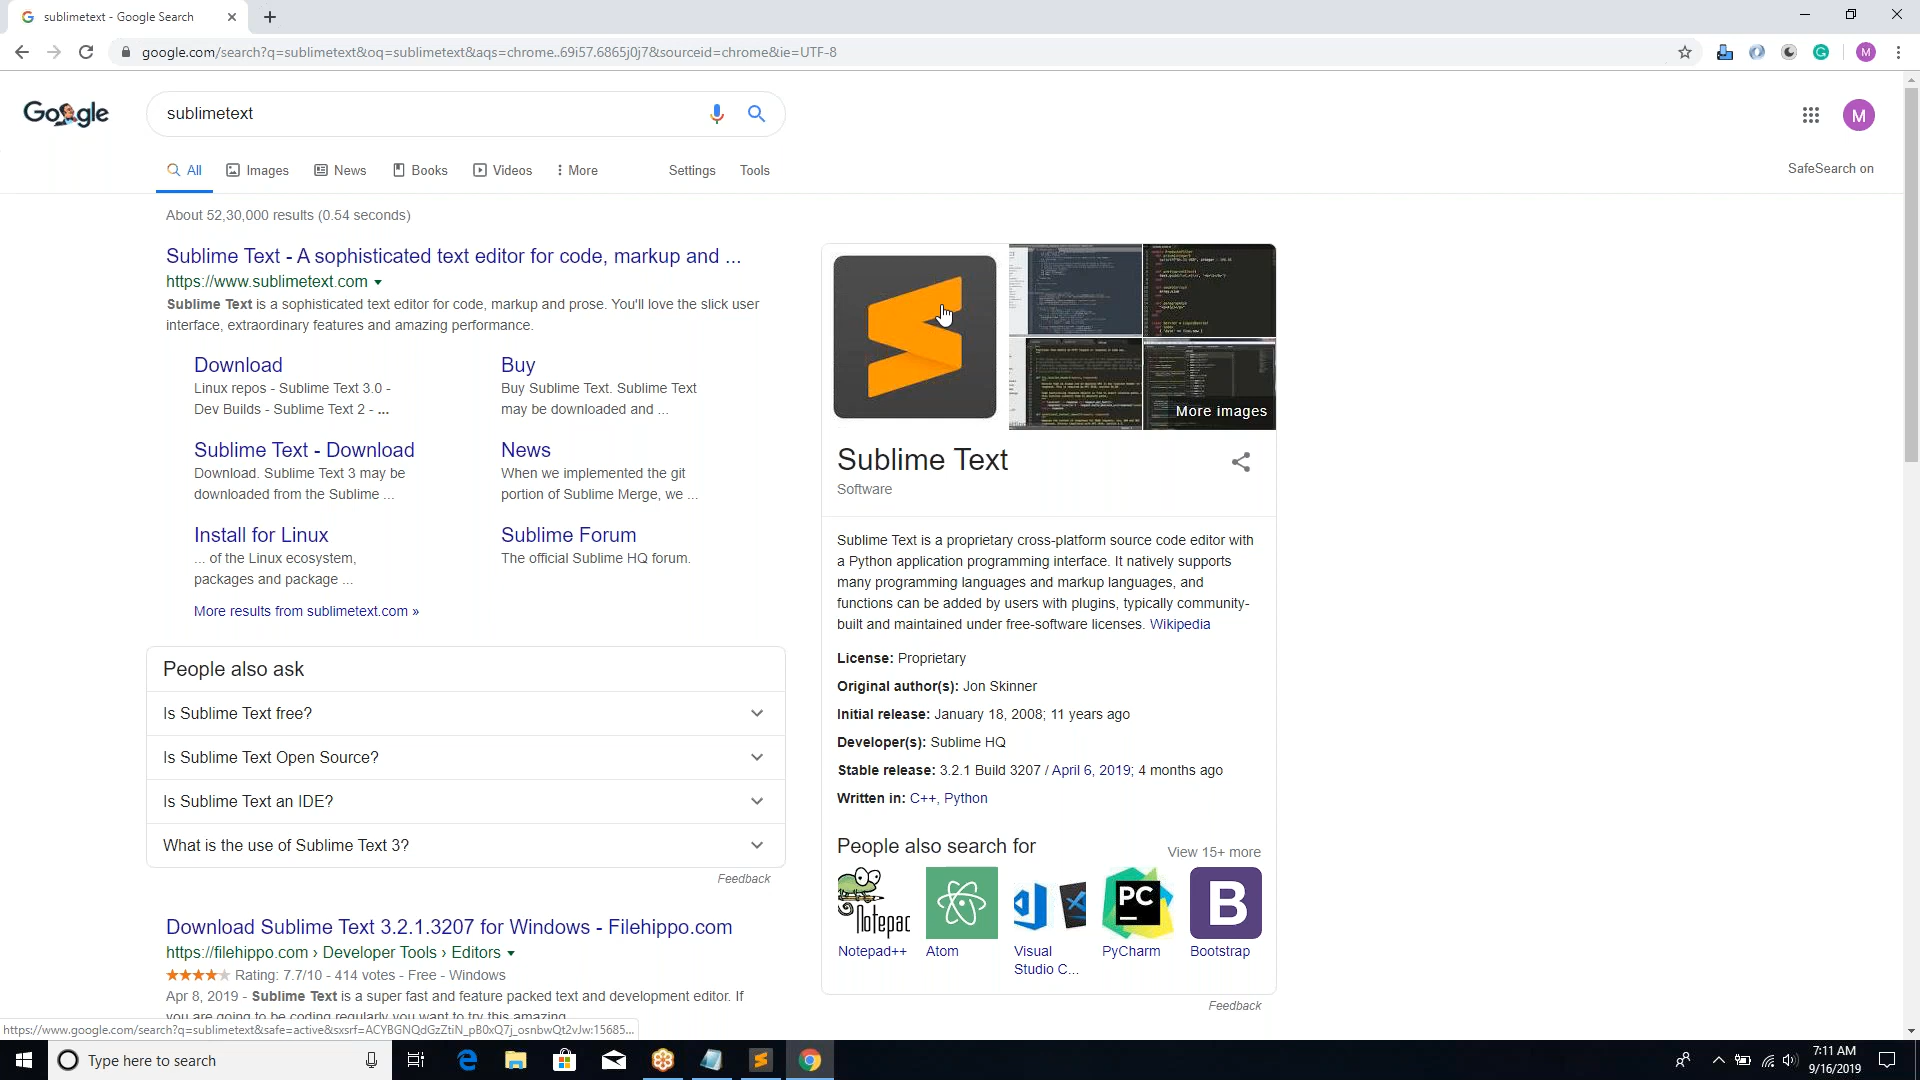 sublimetext - Google Search
google.com/search?q=sublimetext&oq=sublimetext&aqs=chrome..69i57.6865j0j7&sourceid=chrome&ie=UTF-8
M
Google
sublimetext
M
All Images News Books Videos More Settings Tools
SafeSearch on
About 52,30,000 results (0.54 seconds)
Sublime Text - A sophisticated text editor for code, markup and ...
https://www.sublimetext.com
Sublime Text is a sophisticated text editor for code, markup and prose. You'll love the slick user
interface, extraordinary features and amazing performance.
Download
Linux repos - Sublime Text 3.0 -
Dev Builds - Sublime Text 2 - ...
Buy
Buy Sublime Text. Sublime Text
may be downloaded and ...
Sublime Text - Download
Download. Sublime Text 3 may be
downloaded from the Sublime ...
News
When we implemented the git
portion of Sublime Merge, we ...
Install for Linux
... of the Linux ecosystem,
packages and package ...
Sublime Forum
The official Sublime HQ forum.
More results from sublimetext.com »
People also ask
Is Sublime Text free?
Is Sublime Text Open Source?
Is Sublime Text an IDE?
What is the use of Sublime Text 3?
Feedback
Download Sublime Text 3.2.1.3207 for Windows - Filehippo.com
https://filehippo.com › Developer Tools › Editors
Rating: 7.7/10 - 414 votes - Free - Windows
Apr 8, 2019 - Sublime Text is a super fast and feature packed text and development editor. If
you are going to be coding regularly you want to try this amazing
More images
Sublime Text
Software
Sublime Text is a proprietary cross-platform source code editor with
a Python application programming interface. It natively supports
many programming languages and markup languages, and
functions can be added by users with plugins, typically community-
built and maintained under free-software licenses. Wikipedia
License: Proprietary
Original author(s): Jon Skinner
Initial release: January 18, 2008; 11 years ago
Developer(s): Sublime HQ
Stable release: 3.2.1 Build 3207 / April 6, 2019; 4 months ago
Written in: C++, Python
People also search for
View 15+ more
Notepad
PC
B
Notepad++
Atom
Visual
Studio C...
PyCharm
Bootstrap
Feedback
https://www.google.com/search?q=sublimetext&safe=active&sxsrf=ACYBGNQdGzZtiN_pB0xQ7j_osnbwQt2vJw:15685...
Type here to search
7:11 AM
9/16/2019